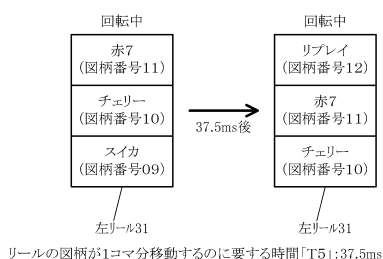 回転中
赤7
(図柄番号11)
チェリー
(図柄番号10)
スイカ
(図柄番号09)
左リール31
37.5ms後
回転中
リプレイ
(図柄番号12)
赤7
(図柄番号11)
チェリー
(図柄番号10)
左リール31
リールの図柄が1コマ分移動するのに要する時間「T5」:37.5ms